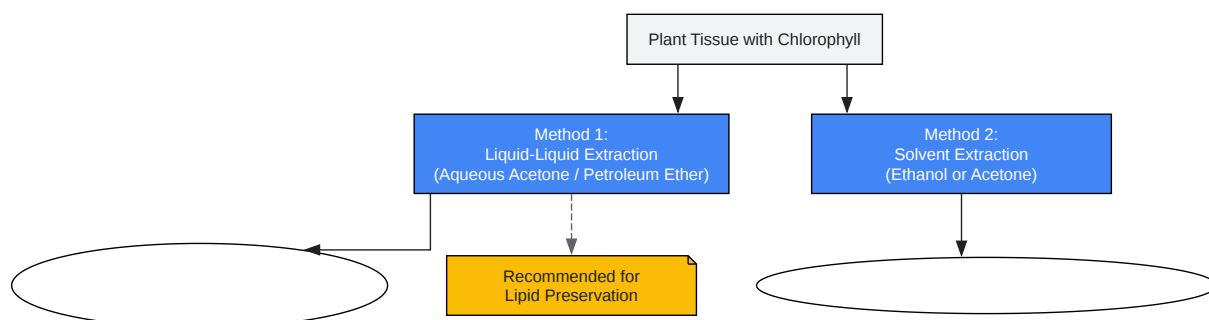 Plant Tissue with Chlorophyll
Method 1:
Liquid-Liquid Extraction
(Aqueous Acetone / Petroleum Ether)
Method 2:
Solvent Extraction
(Ethanol or Acetone)
Recommended for
Lipid Preservation